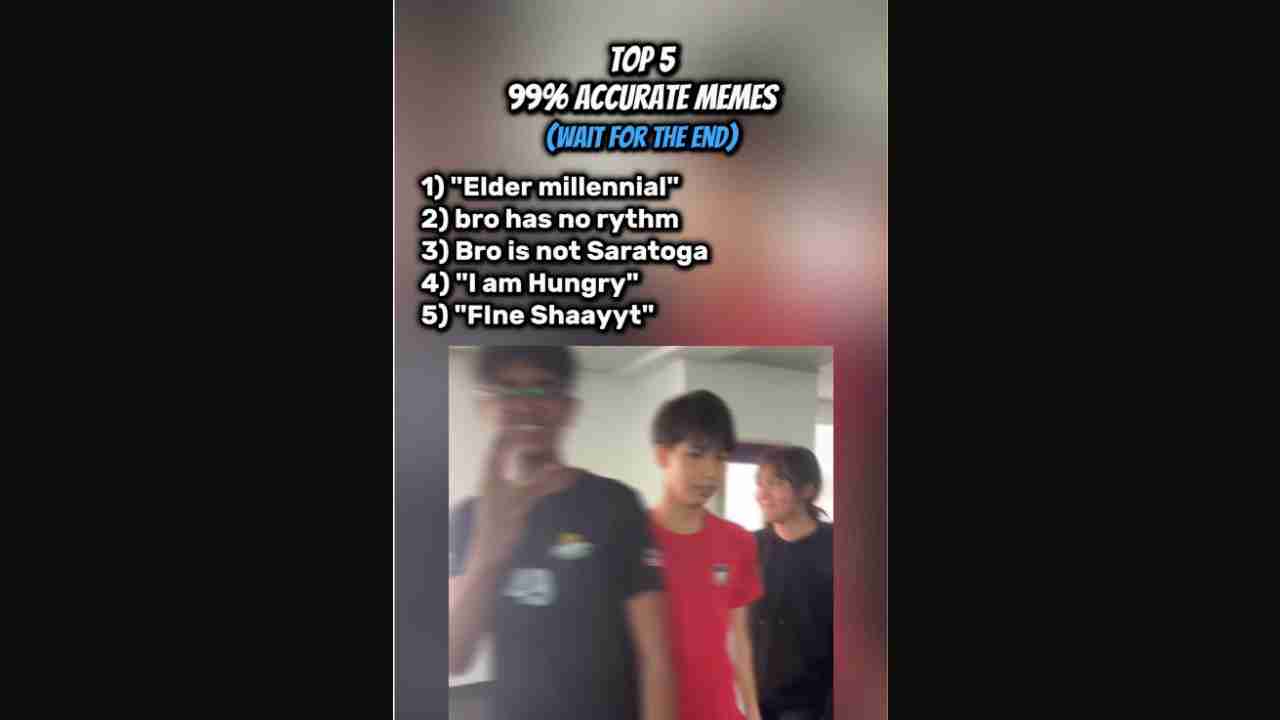 TOP 5
99% ACCURATE MEMES
(WAIT FOR THE END)
1) "Elder millennial"
2) bro has no rythm
3) Bro is not Saratoga
4) "I am Hungry"
5) "FIne Shaayyt"